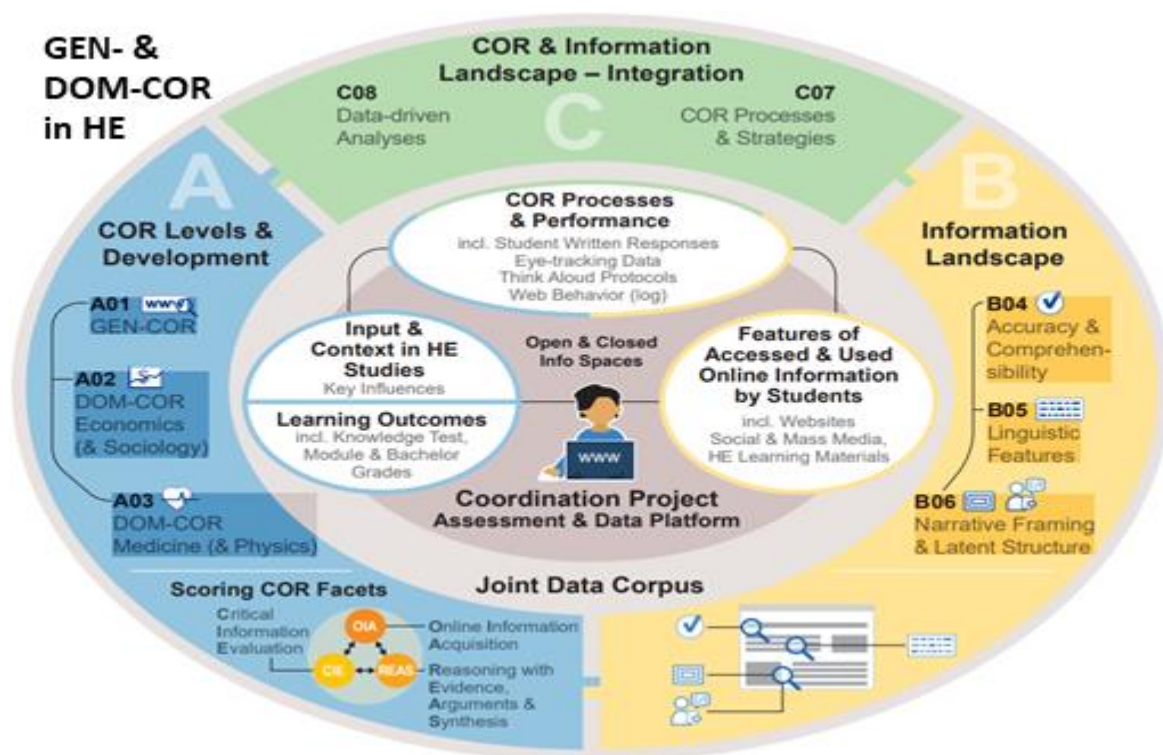 GEN- &
DOM-COR
in HE
COR & Information
Landscape – Integration
C08
Data-driven
Analyses
C
C07
COR Processes
& Strategies
A
COR Levels &
Development
A01
www
GEN-COR
A02
DOM-COR
Economics
(& Sociology)
A03
DOM-COR
Medicine (& Physics)
COR Processes
& Performance
incl. Student Written Responses
Eye-tracking Data
Think Aloud Protocols
Web Behavior (log)
Input &
Context in HE
Studies
Key Influences
Learning Outcomes
incl. Knowledge Test,
Module & Bachelor
Grades
Open & Closed
Info Spaces
www
Features of
Accessed & Used
Online Information
by Students
incl. Websites
Social & Mass Media,
HE Learning Materials
Coordination Project
Assessment & Data Platform
B
Information
Landscape
B04
Accuracy &
Comprehen-
sibility
B05
Linguistic
Features
B06
Narrative Framing
& Latent Structure
Joint Data Corpus
Scoring COR Facets
Critical
Information
Evaluation
OIA
CIE
REAS
Online Information
Acquisition
Reasoning with
Evidence,
Arguments &
Synthesis